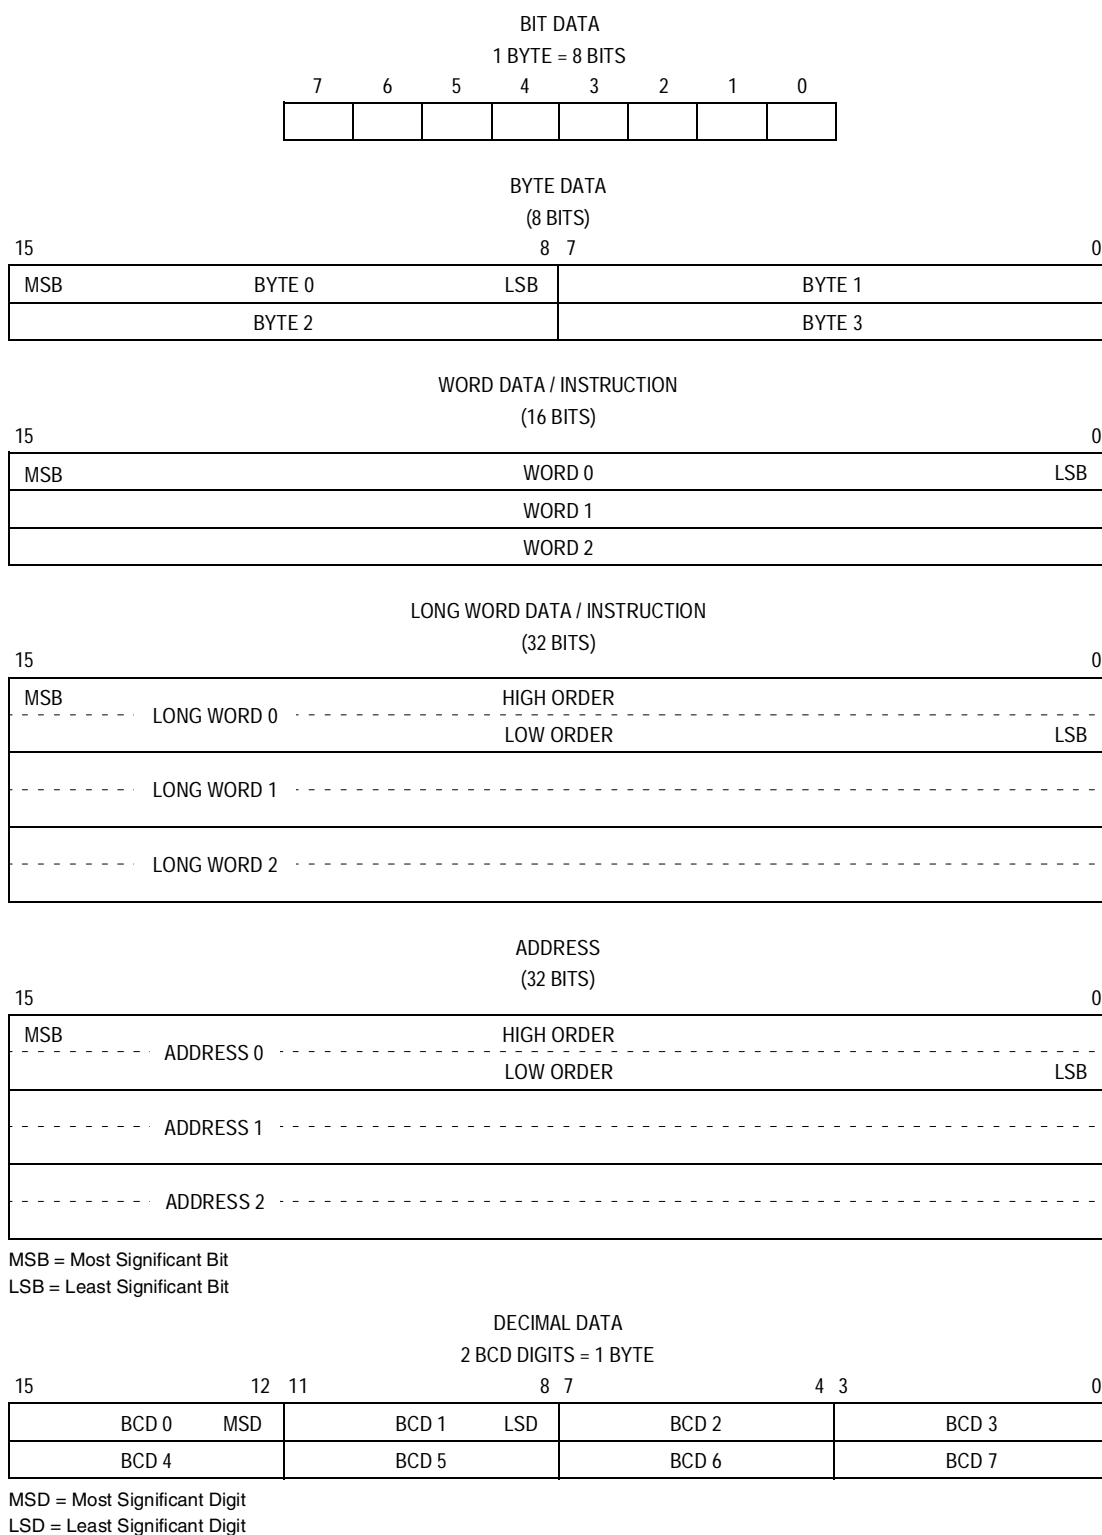 BIT DATA
1 BYTE = 8 BITS
7 6 5 4 3 2 1 0
BYTE DATA
(8 BITS)
15 8 7 0
MSB BYTE 0 LSB BYTE 1
BYTE 2 BYTE 3
WORD DATA / INSTRUCTION
(16 BITS)
15 0
MSB WORD 0 LSB
WORD 1
WORD 2
LONG WORD DATA / INSTRUCTION
(32 BITS)
15 0
MSB HIGH ORDER
LONG WORD 0
LOW ORDER LSB
LONG WORD 1
LONG WORD 2
ADDRESS
(32 BITS)
15 0
MSB HIGH ORDER
ADDRESS 0
LOW ORDER LSB
ADDRESS 1
ADDRESS 2
MSB = Most Significant Bit
LSB = Least Significant Bit
DECIMAL DATA
2 BCD DIGITS = 1 BYTE
15 12 11 8 7 4 3 0
BCD 0 MSD BCD 1 LSD BCD 2 BCD 3
BCD 4 BCD 5 BCD 6 BCD 7
MSD = Most Significant Digit
LSD = Least Significant Digit